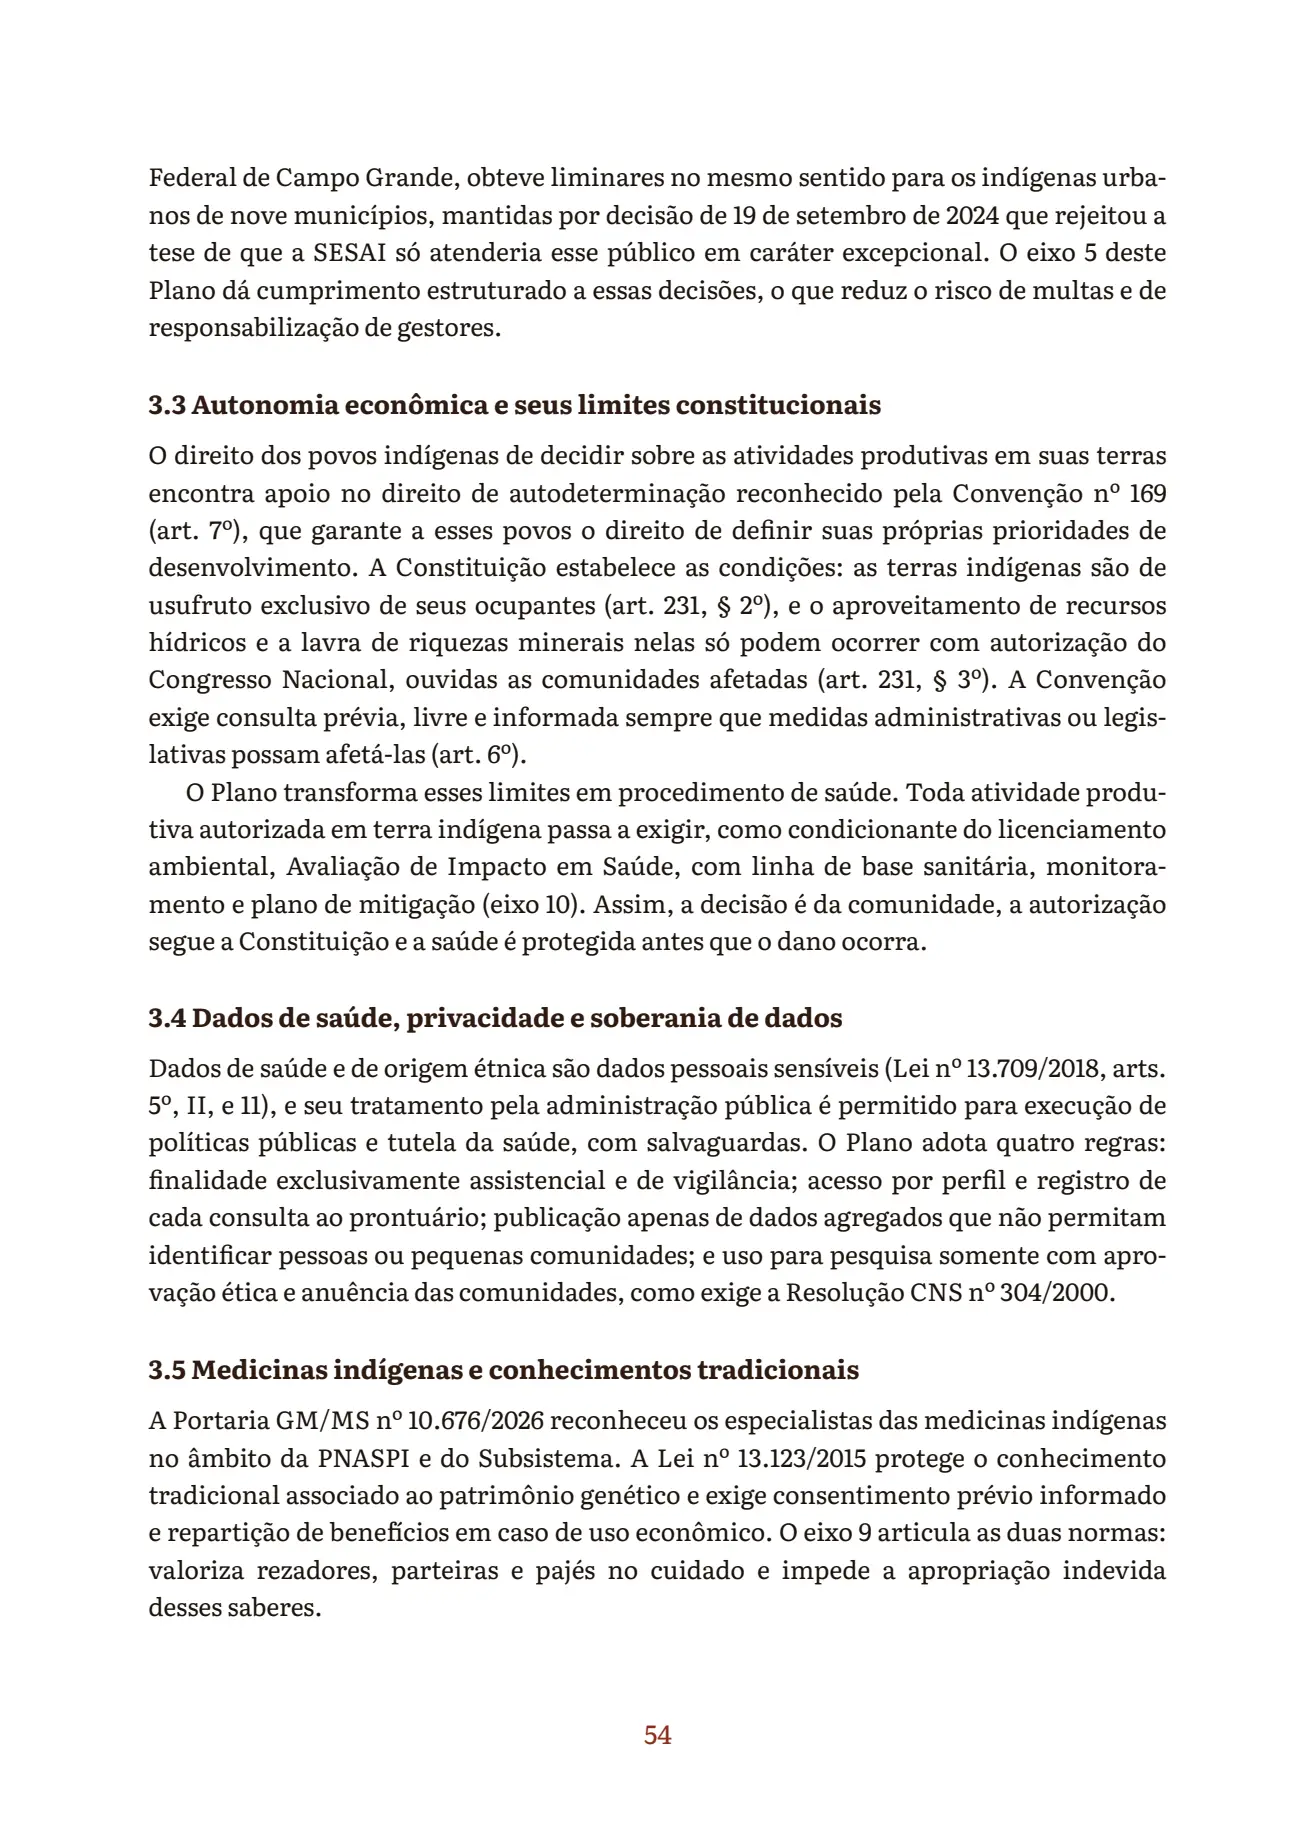 Federal de Campo Grande, obteve liminares no mesmo sentido para os indígenas urba-
nos de nove municípios, mantidas por decisão de 19 de setembro de 2024 que rejeitou a
tese de que a SESAI só atenderia esse público em caráter excepcional. O eixo 5 deste
Plano dá cumprimento estruturado a essas decisões, o que reduz o risco de multas e de
responsabilização de gestores.
3.3 Autonomia econômica e seus limites constitucionais
O direito dos povos indígenas de decidir sobre as atividades produtivas em suas terras
encontra apoio no direito de autodeterminação reconhecido pela Convenção nº 169
(art. 7º), que garante a esses povos o direito de definir suas próprias prioridades de
desenvolvimento. A Constituição estabelece as condições: as terras indígenas são de
usufruto exclusivo de seus ocupantes (art. 231, § 2º), e o aproveitamento de recursos
hídricos e a lavra de riquezas minerais nelas só podem ocorrer com autorização do
Congresso Nacional, ouvidas as comunidades afetadas (art. 231, § 3º). A Convenção
exige consulta prévia, livre e informada sempre que medidas administrativas ou legis-
lativas possam afetá-las (art. 6º).
O Plano transforma esses limites em procedimento de saúde. Toda atividade produ-
tiva autorizada em terra indígena passa a exigir, como condicionante do licenciamento
ambiental, Avaliação de Impacto em Saúde, com linha de base sanitária, monitora-
mento e plano de mitigação (eixo 10). Assim, a decisão é da comunidade, a autorização
segue a Constituição e a saúde é protegida antes que o dano ocorra.
3.4 Dados de saúde, privacidade e soberania de dados
Dados de saúde e de origem étnica são dados pessoais sensíveis (Lei nº 13.709/2018, arts.
5º, II, e 11), e seu tratamento pela administração pública é permitido para execução de
políticas públicas e tutela da saúde, com salvaguardas. O Plano adota quatro regras:
finalidade exclusivamente assistencial e de vigilância; acesso por perfil e registro de
cada consulta ao prontuário; publicação apenas de dados agregados que não permitam
identificar pessoas ou pequenas comunidades; e uso para pesquisa somente com apro-
vação ética e anuência das comunidades, como exige a Resolução CNS nº 304/2000.
3.5 Medicinas indígenas e conhecimentos tradicionais
A Portaria GM/MS nº 10.676/2026 reconheceu os especialistas das medicinas indígenas
no âmbito da PNASPI e do Subsistema. A Lei nº 13.123/2015 protege o conhecimento
tradicional associado ao patrimônio genético e exige consentimento prévio informado
e repartição de benefícios em caso de uso econômico. O eixo 9 articula as duas normas:
valoriza rezadores, parteiras e pajés no cuidado e impede a apropriação indevida
desses saberes.
54